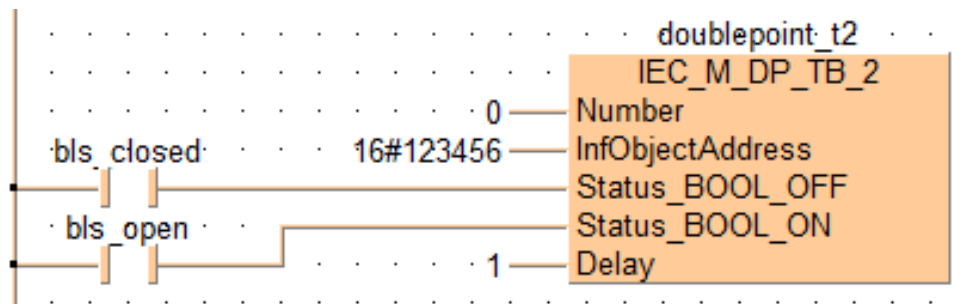 doublepoint_t2
IEC_M_DP_TB_2
0 Number
bls_closed 16#123456 InfObjectAddress
Status_BOOL_OFF
bls_open Status_BOOL_ON
1 Delay